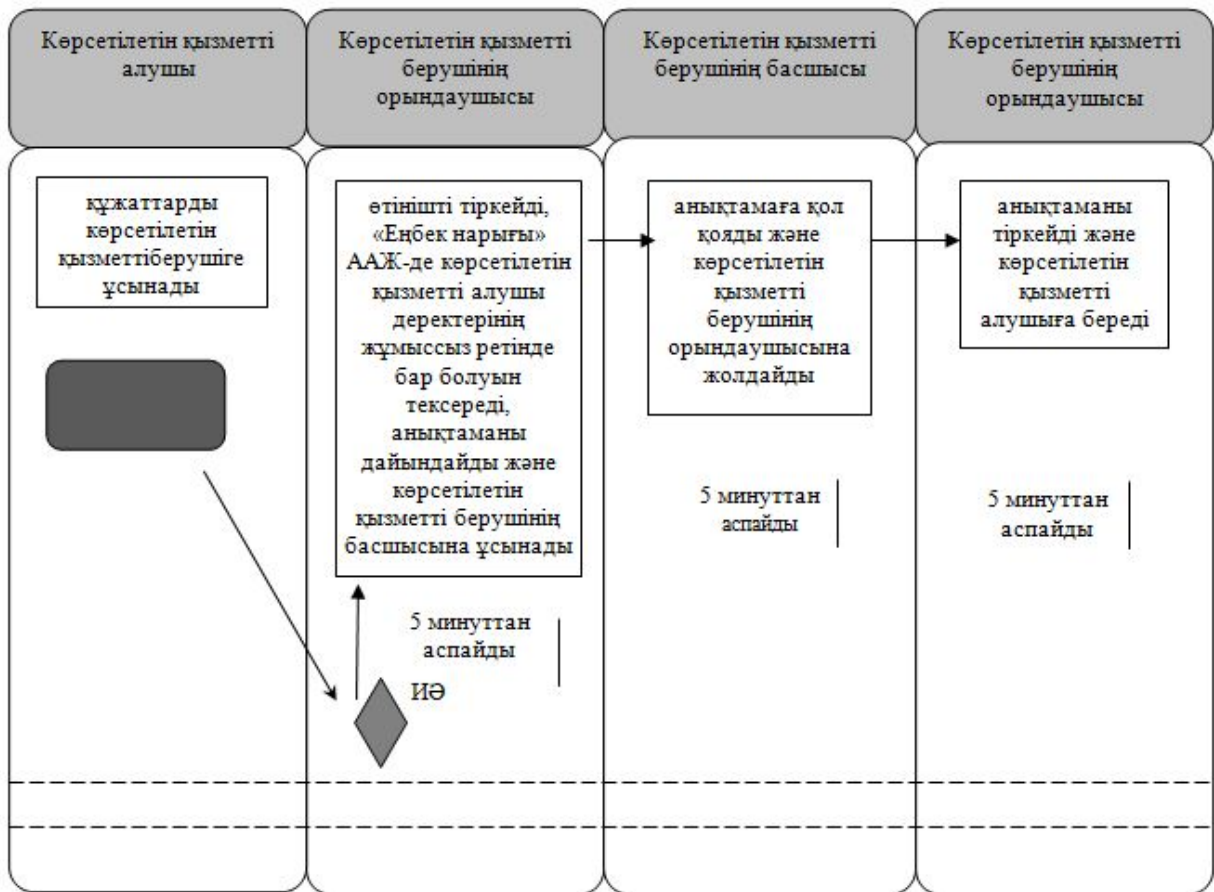 Көрсетілетін қызметті
алушы
Көрсетілетін қызметті
берушінің
орындаушысы
Көрсетілетін қызметті
берушінің басшысы
Көрсетілетін қызметті
берушінің
орындаушысы
құжаттарды
көрсетілетін
қызметтіберушіге
ұсынады
өтінішті тіркейді,
«Еңбек нарығы»
ААЖ-де көрсетілетін
қызметті алушы
деректерінің
жұмыссыз ретінде
бар болуын
тексереді,
анықтаманы
дайындайды және
көрсетілетін
қызметті берушінің
басшысына ұсынады
5 минуттан
аспайды
ИӘ
анықтамаға қол
қояды және
көрсетілетін
қызметті
берушінің
орындаушысына
жолдайды
5 минуттан
аспайды
анықтаманы
тіркейді және
көрсетілетін
қызметті
алушыға береді
5 минуттан
аспайды